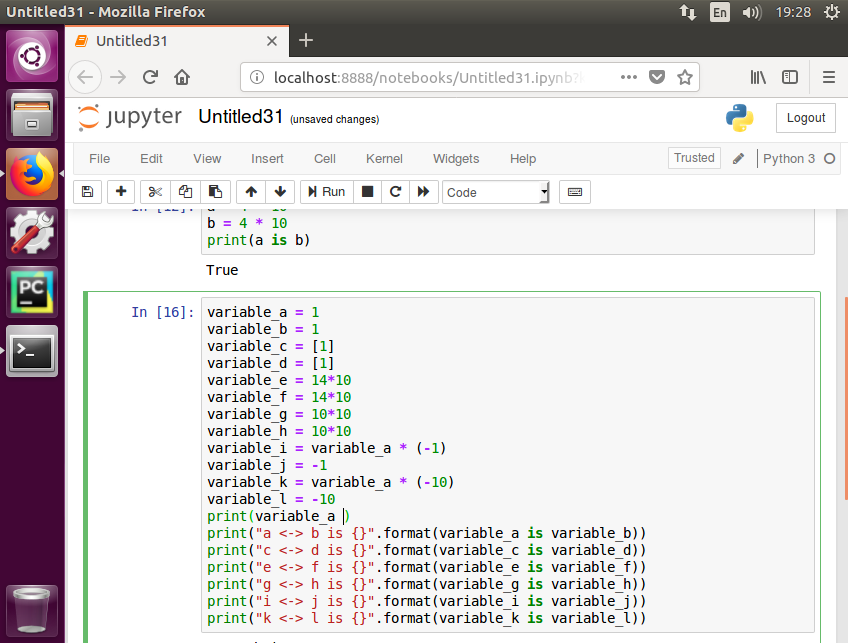 Untitled31 - Mozilla Firefox
En
19:28
Untitled31
localhost:8888/notebooks/Untitled31.ipynb?
jupyter Untitled31 (unsaved changes)
Logout
File Edit View Insert Cell Kernel Widgets Help
Trusted
Python 3
Run
Code
In [12]:
b = 4 * 10
print(a is b)
True
In [16]:
variable_a = 1
variable_b = 1
variable_c = [1]
variable_d = [1]
variable_e = 14*10
variable_f = 14*10
variable_g = 10*10
variable_h = 10*10
variable_i = variable_a * (-1)
variable_j = -1
variable_k = variable_a * (-10)
variable_l = -10
print(variable_a )
print("a <-> b is {}".format(variable_a is variable_b))
print("c <-> d is {}".format(variable_c is variable_d))
print("e <-> f is {}".format(variable_e is variable_f))
print("g <-> h is {}".format(variable_g is variable_h))
print("i <-> j is {}".format(variable_i is variable_j))
print("k <-> l is {}".format(variable_k is variable_l))
PC